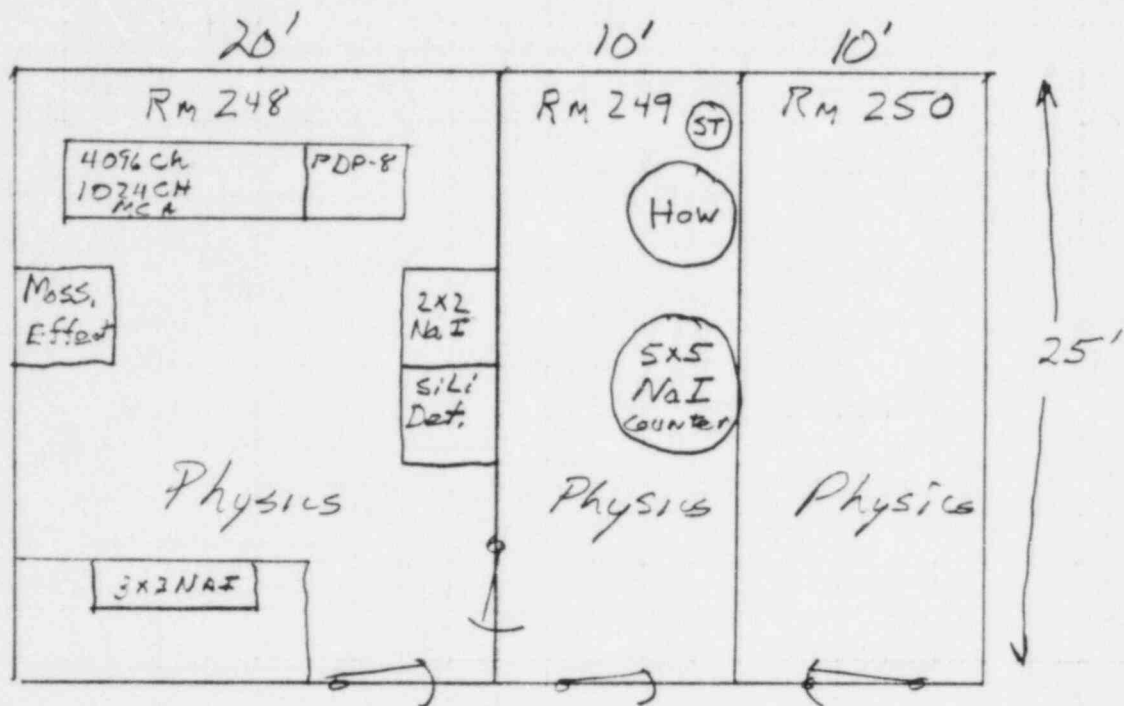 20' 10' 10'
Rm 248 Rm 249 Rm 250
ST
4096 Ch PDP-8
1024 CH
MCA
How
Moss.
Effect
2x2
NaI
SiLi
Det.
5x5
NaI
counter
25'
Physics Physics Physics
NAI